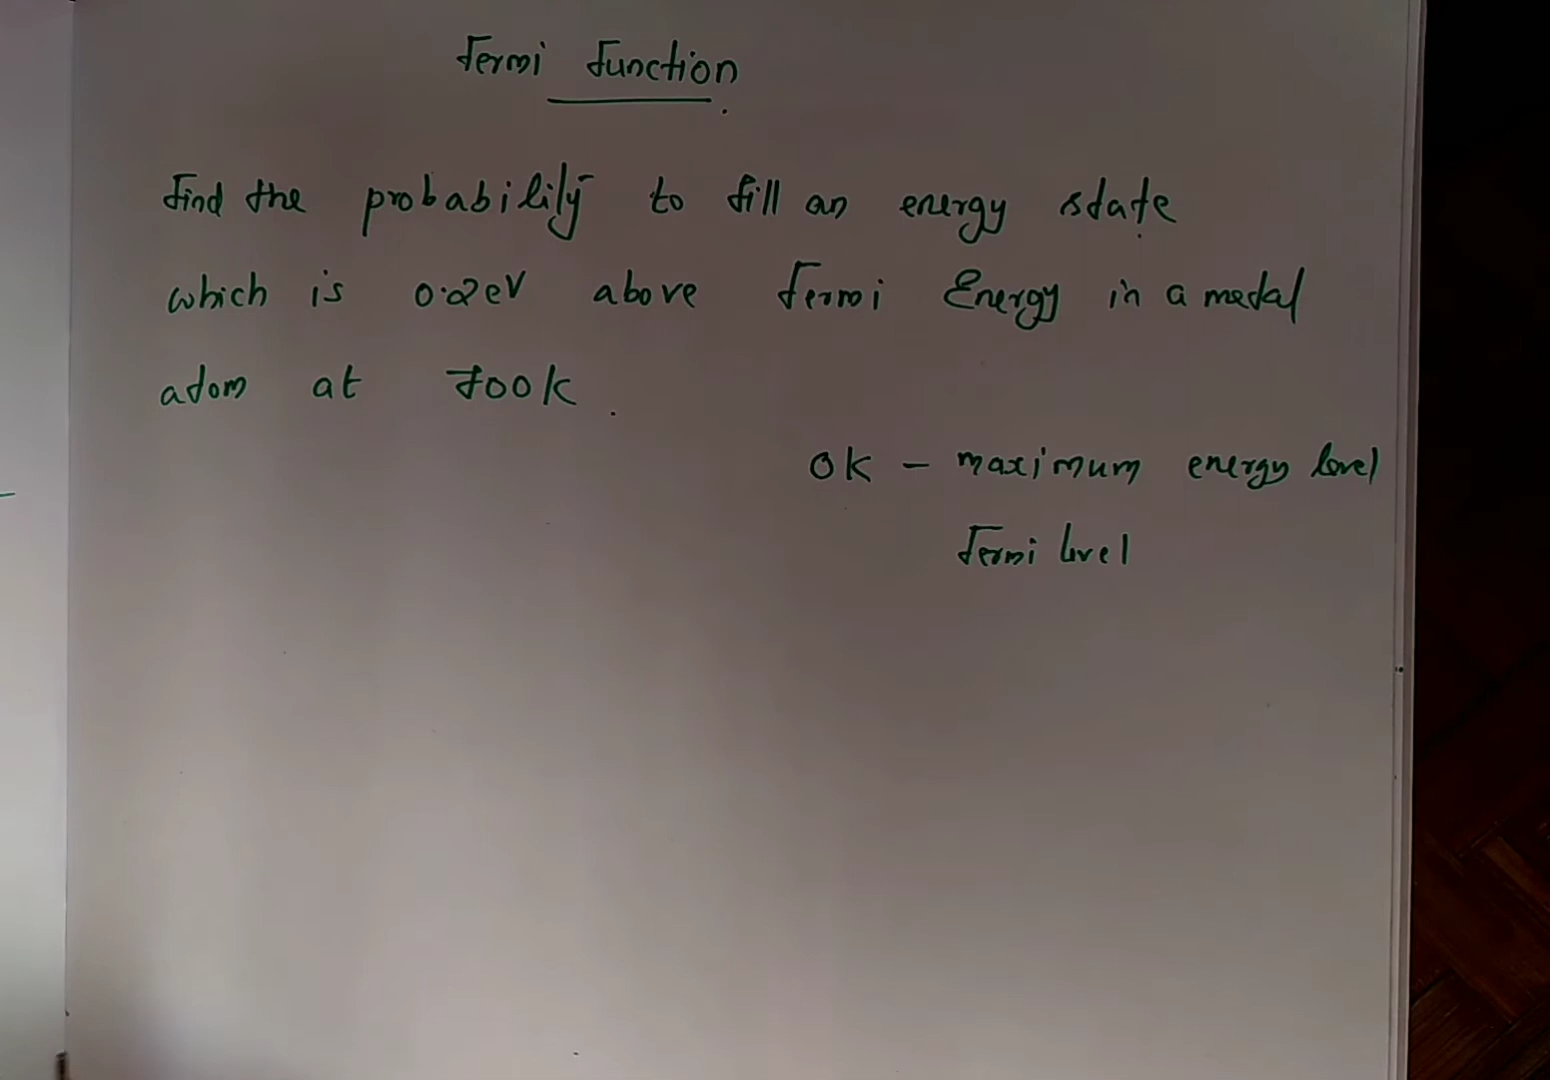 Fermi Function
Find the probability to fill an energy state
which is 0.2eV above Fermi Energy in a metal
atom at 700K.
0K - maximum energy level
Fermi level